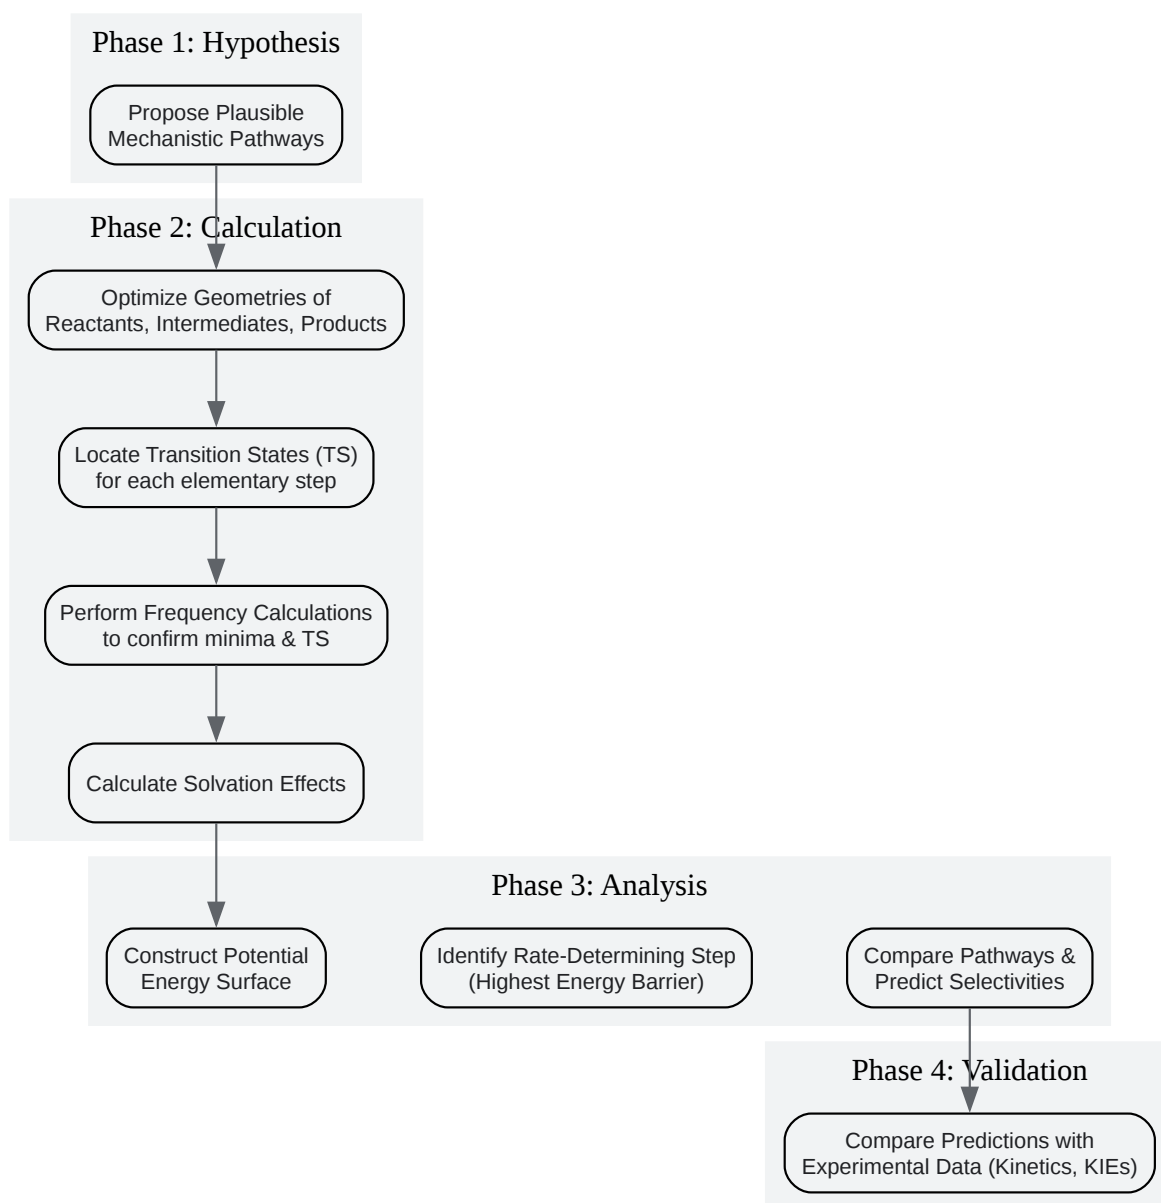 Phase 1: Hypothesis
Propose Plausible
Mechanistic Pathways
Phase 2: Calculation
Optimize Geometries of
Reactants, Intermediates, Products
Locate Transition States (TS)
for each elementary step
Perform Frequency Calculations
to confirm minima & TS
Calculate Solvation Effects
Phase 3: Analysis
Construct Potential
Energy Surface
Identify Rate-Determining Step
(Highest Energy Barrier)
Compare Pathways &
Predict Selectivities
Phase 4: Validation
Compare Predictions with
Experimental Data (Kinetics, KIEs)